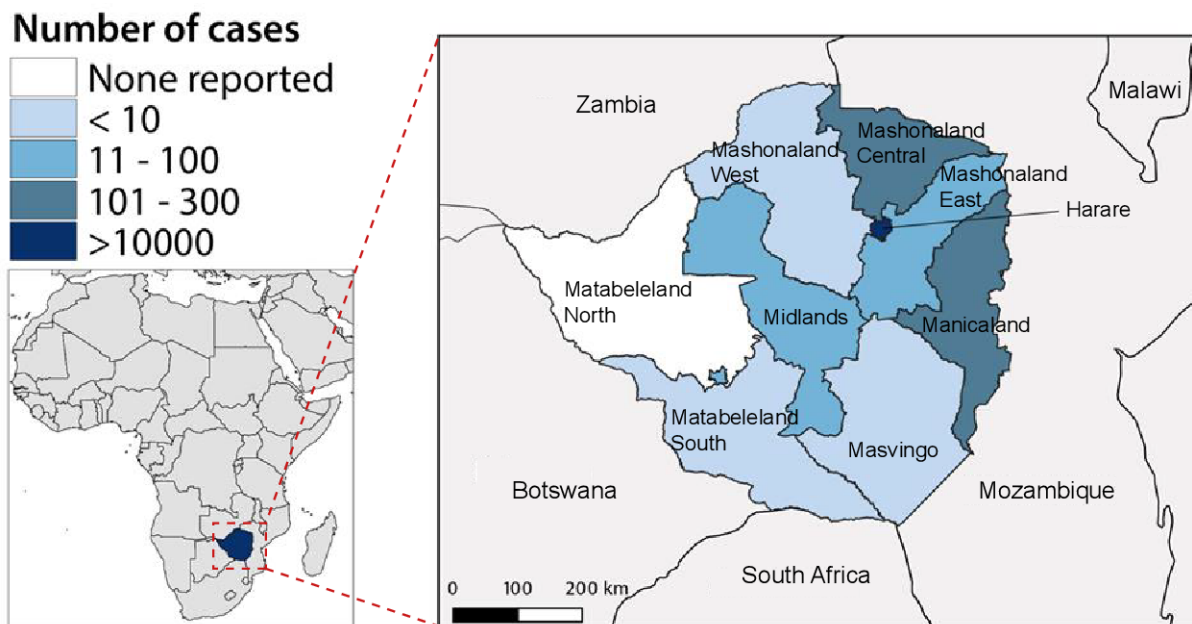 Number of cases
None reported
< 10
11 - 100
101 - 300
>10000
Zambia
Malawi
Mashonaland
Central
Mashonaland
West
Mashonaland
East
Harare
Matabeleland
North
Midlands
Manicaland
Matabeleland
South
Masvingo
Botswana
Mozambique
South Africa
0 100 200 km